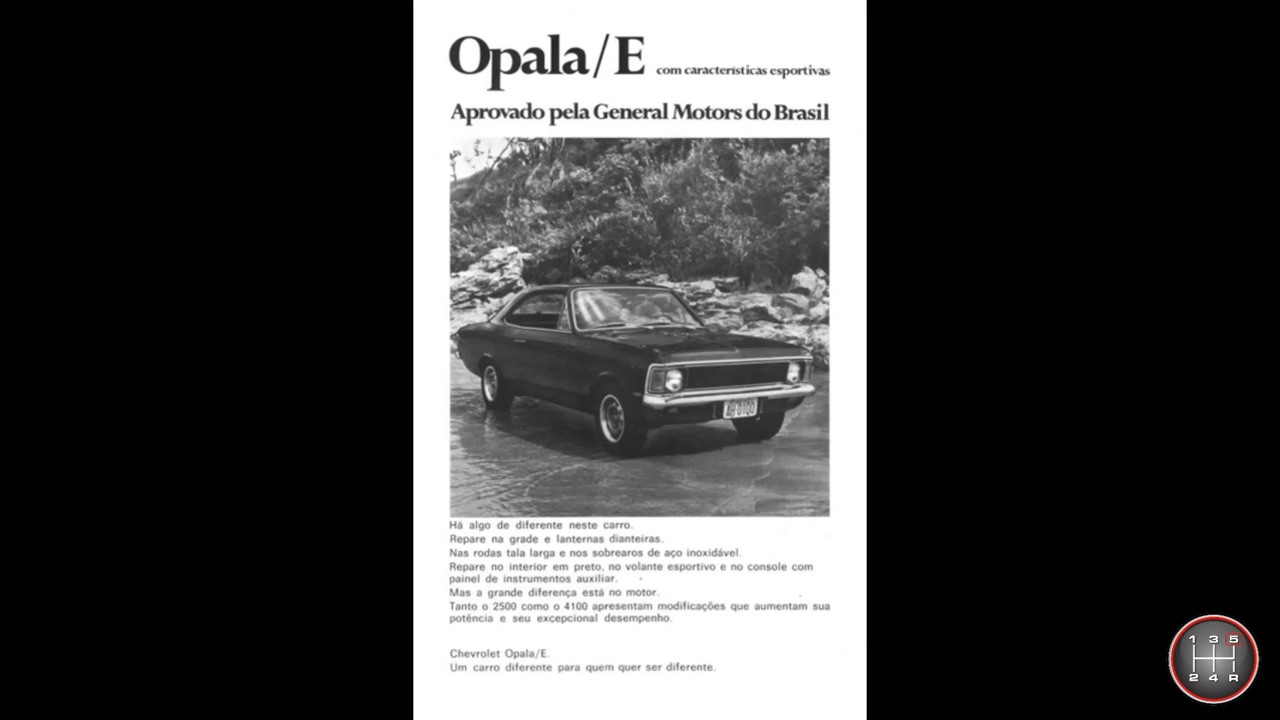 Opala/E com características esportivas
Aprovado pela General Motors do Brasil
Há algo de diferente neste carro.
Repare na grade e lanternas dianteiras.
Nas rodas tala larga e nos sobrearos de aço inoxidável.
Repare no interior em preto, no volante esportivo e no console com
painel de instrumentos auxiliar.
Mas a grande diferença está no motor.
Tanto o 2500 como o 4100 apresentam modificações que aumentam sua
potência e seu excepcional desempenho.
Chevrolet Opala/E.
Um carro diferente para quem quer ser diferente.
1 3 5
2 4 R